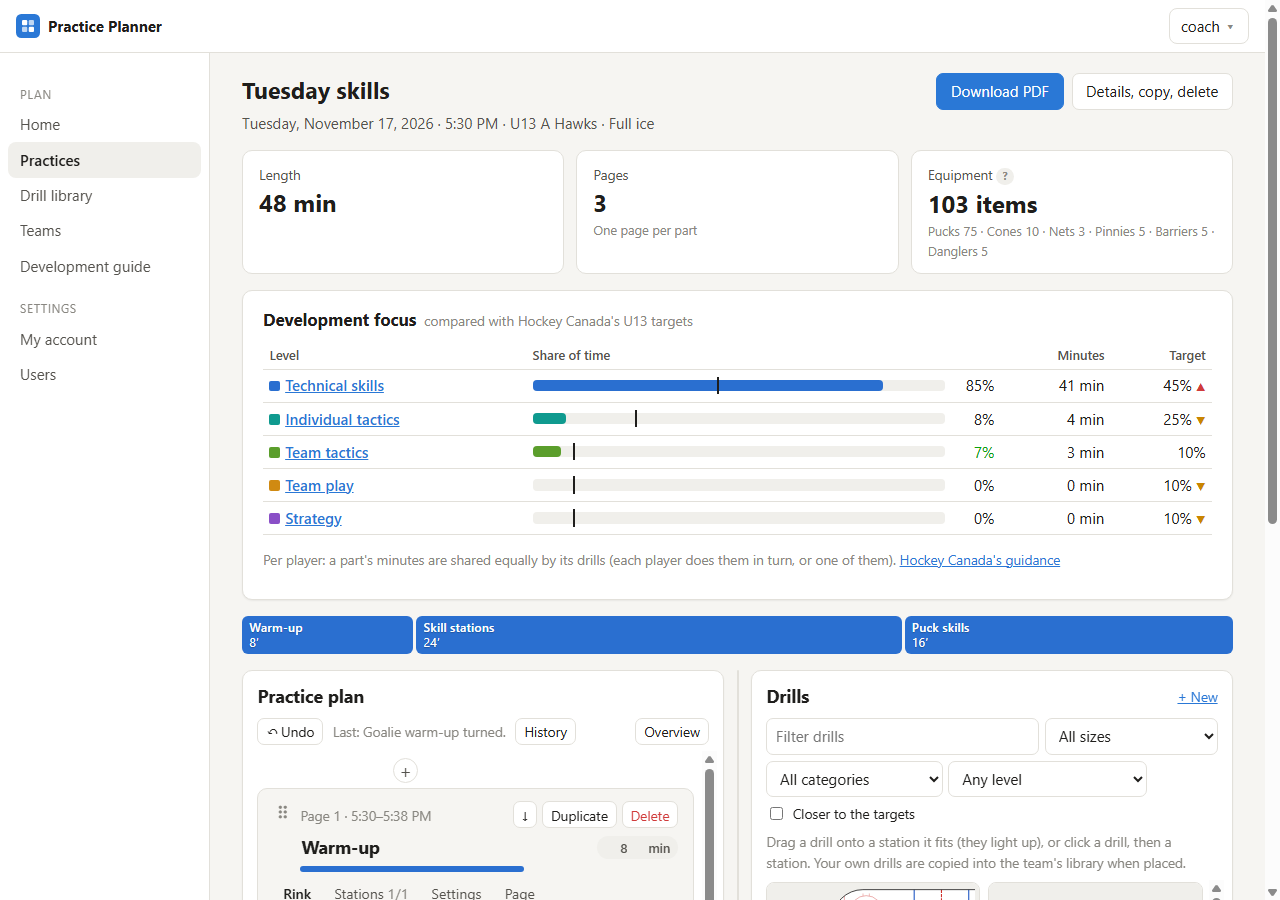 Practice Planner
coach
PLAN
Home
Practices
Drill library
Teams
Development guide
SETTINGS
My account
Users
Tuesday skills
Download PDF
Details, copy, delete
Tuesday, November 17, 2026 · 5:30 PM · U13 A Hawks · Full ice
Length
48 min
Pages
3
One page per part
Equipment ?
103 items
Pucks 75 · Cones 10 · Nets 3 · Pinnies 5 · Barriers 5 ·
Danglers 5
Development focus compared with Hockey Canada's U13 targets
Level Share of time Minutes Target
Technical skills 85% 41 min 45% ▲
Individual tactics 8% 4 min 25% ▼
Team tactics 7% 3 min 10%
Team play 0% 0 min 10% ▼
Strategy 0% 0 min 10% ▼
Per player: a part's minutes are shared equally by its drills (each player does them in turn, or one of them). Hockey Canada's guidance
Warm-up
8′
Skill stations
24′
Puck skills
16′
Practice plan
Undo Last: Goalie warm-up turned. History Overview
+
Page 1 · 5:30–5:38 PM ↓ Duplicate Delete
Warm-up 8 min
Rink Stations 1/1 Settings Page
Drills + New
Filter drills All sizes
All categories Any level
Closer to the targets
Drag a drill onto a station it fits (they light up), or click a drill, then a
station. Your own drills are copied into the team's library when placed.